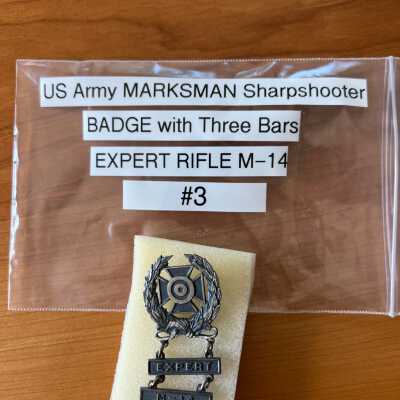 US Army MARKSMAN Sharpshooter
BADGE with Three Bars
EXPERT RIFLE M-14
#3
EXPERT